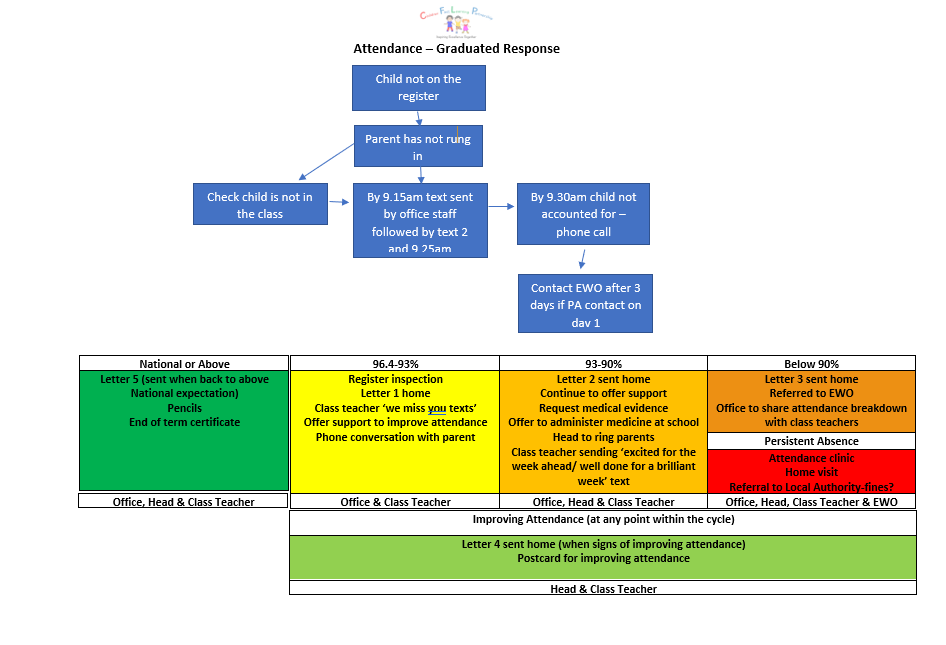 Attendance – Graduated Response
Child not on the
register
Parent has not rung
in
Check child is not in
the class
By 9.15am text sent
by office staff
followed by text 2
and 9.25am
By 9.30am child not
accounted for –
phone call
Contact EWO after 3
days if PA contact on
day 1
National or Above
Letter 5 (sent when back to above
National expectation)
Pencils
End of term certificate
Office, Head & Class Teacher
96.4-93%
Register inspection
Letter 1 home
Class teacher ‘we miss you texts’
Offer support to improve attendance
Phone conversation with parent
Office & Class Teacher
93-90%
Letter 2 sent home
Continue to offer support
Request medical evidence
Offer to administer medicine at school
Head to ring parents
Class teacher sending ‘excited for the
week ahead/ well done for a brilliant
week’ text
Office, Head & Class Teacher
Below 90%
Letter 3 sent home
Referred to EWO
Office to share attendance breakdown
with class teachers
Persistent Absence
Attendance clinic
Home visit
Referral to Local Authority-fines?
Office, Head, Class Teacher & EWO
Improving Attendance (at any point within the cycle)
Letter 4 sent home (when signs of improving attendance)
Postcard for improving attendance
Head & Class Teacher